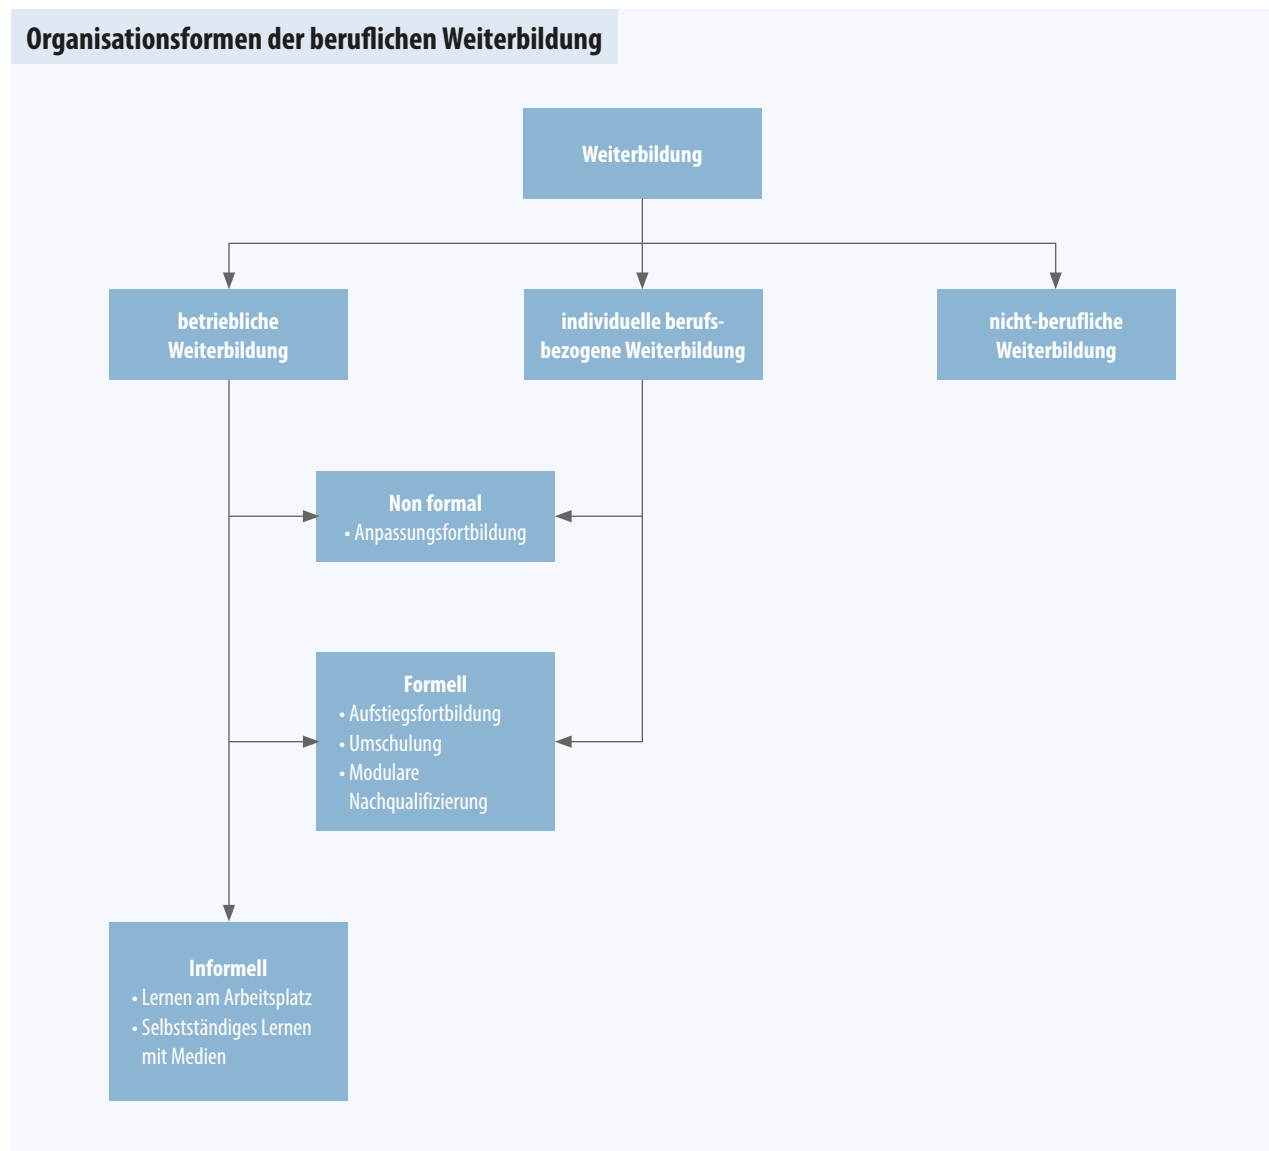 Organisationsformen der beruflichen Weiterbildung
Weiterbildung
betriebliche
Weiterbildung
individuelle berufs-
bezogene Weiterbildung
nicht-berufliche
Weiterbildung
Non formal
• Anpassungsfortbildung
Formell
• Aufstiegsfortbildung
• Umschulung
• Modulare
Nachqualifizierung
Informell
• Lernen am Arbeitsplatz
• Selbstständiges Lernen
mit Medien